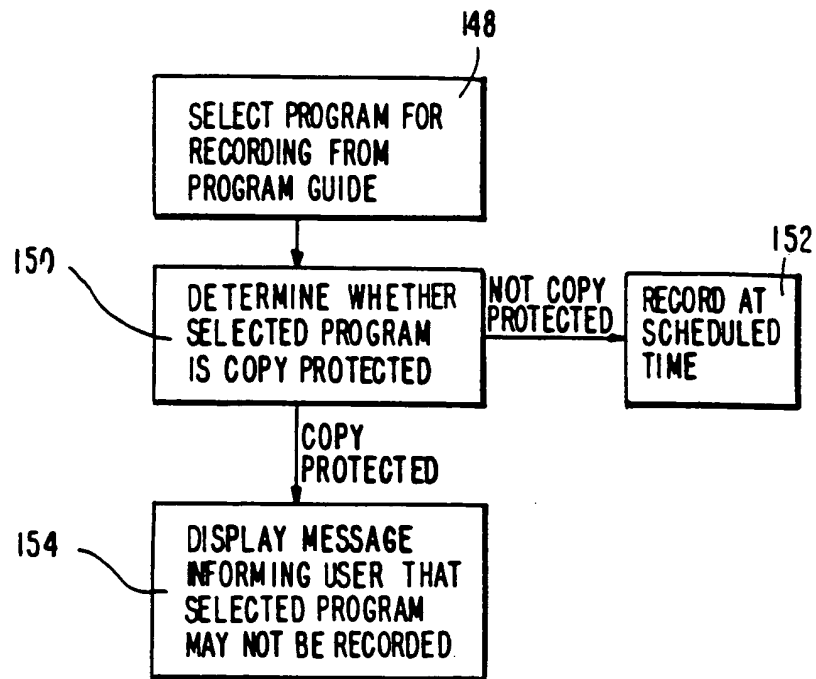 148
SELECT PROGRAM FOR
RECORDING FROM
PROGRAM GUIDE
150
DETERMINE WHETHER
SELECTED PROGRAM
IS COPY PROTECTED
NOT COPY
PROTECTED
152
RECORD AT
SCHEDULED
TIME
COPY
PROTECTED
154
DISPLAY MESSAGE
INFORMING USER THAT
SELECTED PROGRAM
MAY NOT BE RECORDED